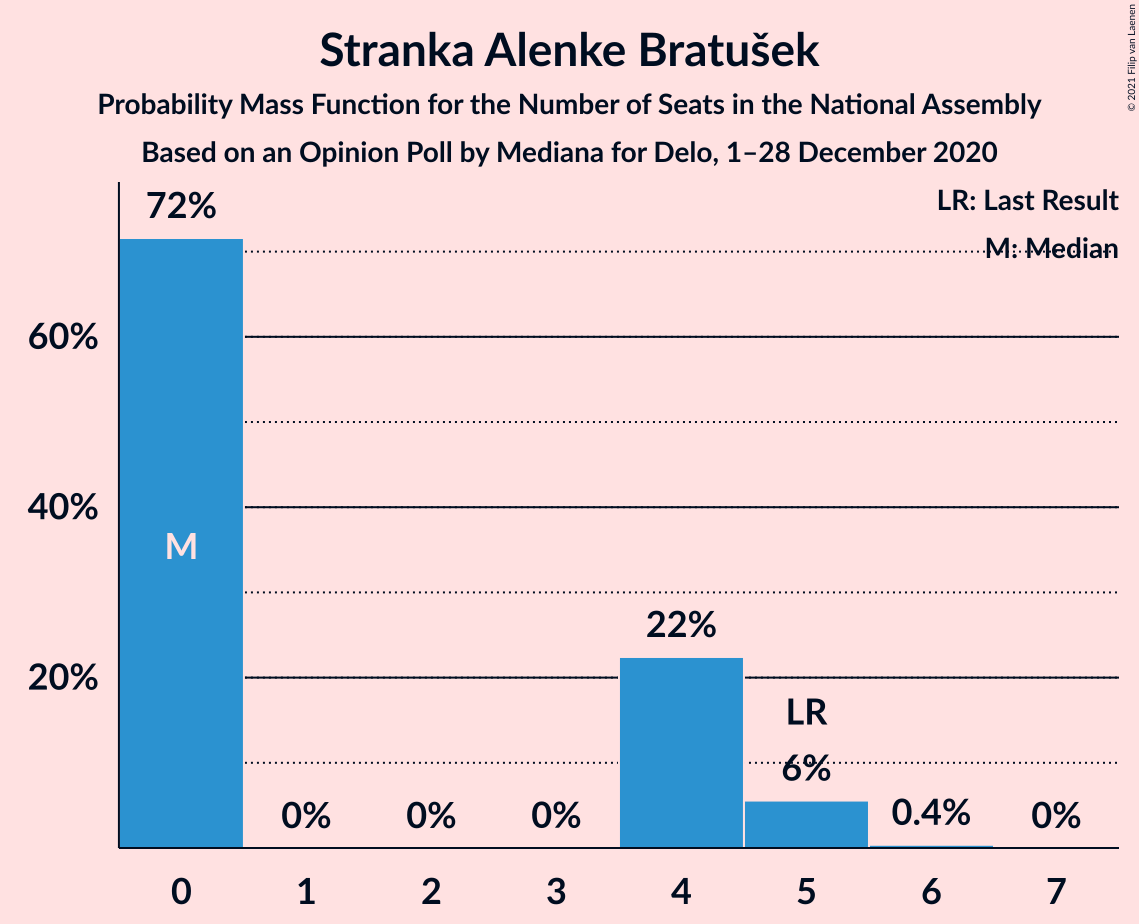 Stranka Alenke Bratušek
Probability Mass Function for the Number of Seats in the National Assembly
Based on an Opinion Poll by Mediana for Delo, 1–28 December 2020
© 2021 Filip van Laenen
LR: Last Result
M: Median
72%
60%
40%
20%
M
0%
0%
0%
22%
LR
6%
0.4%
0%
0 1 2 3 4 5 6 7